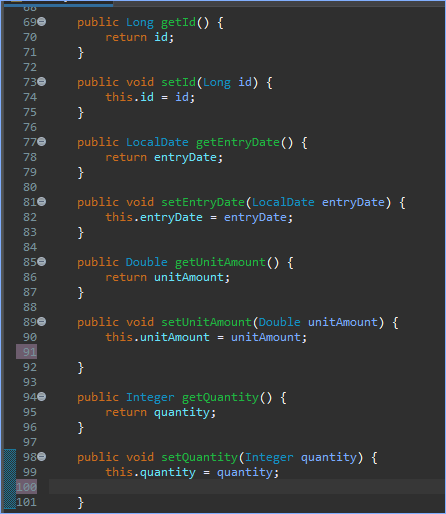 68
69 public Long getId() {
70 return id;
71 }
72
73 public void setId(Long id) {
74 this.id = id;
75 }
76
77 public LocalDate getEntryDate() {
78 return entryDate;
79 }
80
81 public void setEntryDate(LocalDate entryDate) {
82 this.entryDate = entryDate;
83 }
84
85 public Double getUnitAmount() {
86 return unitAmount;
87 }
88
89 public void setUnitAmount(Double unitAmount) {
90 this.unitAmount = unitAmount;
91
92 }
93
94 public Integer getQuantity() {
95 return quantity;
96 }
97
98 public void setQuantity(Integer quantity) {
99 this.quantity = quantity;
100
101 }